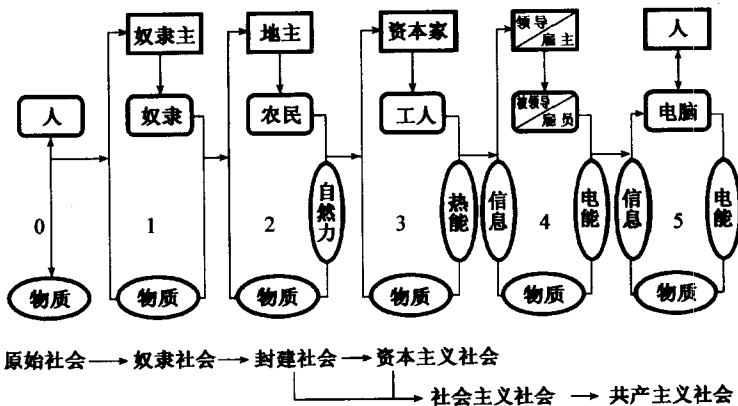 奴隶主 地主 资本家 领导 雇主 人
人 奴隶 农民 工人 被领导 雇员 电脑
0 1 2 自然力 3 热能 信息 4 电能 信息 5 电能
物质 物质 物质 物质 物质 物质
原始社会 奴隶社会 封建社会 资本主义社会
社会主义社会 共产主义社会